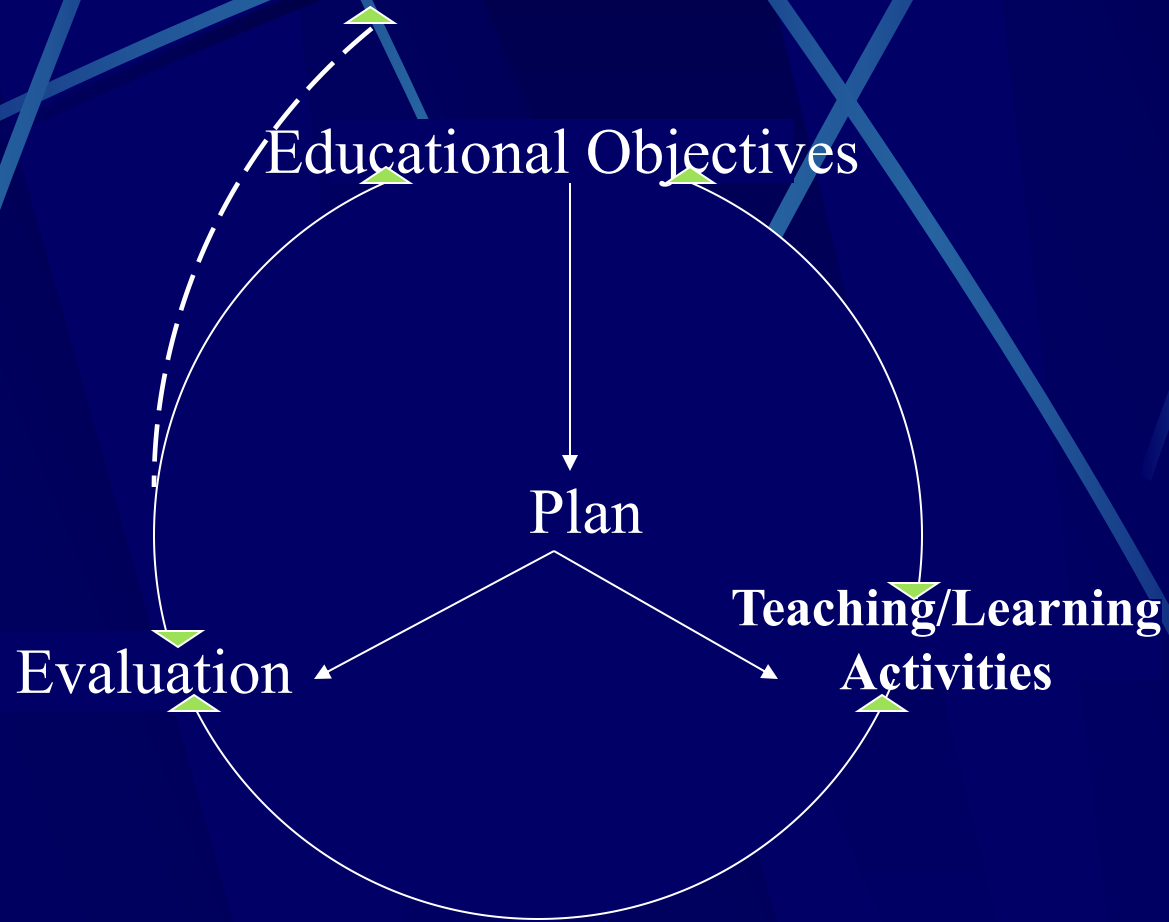 Educational Objectives
Plan
Teaching/Learning
Activities
Evaluation